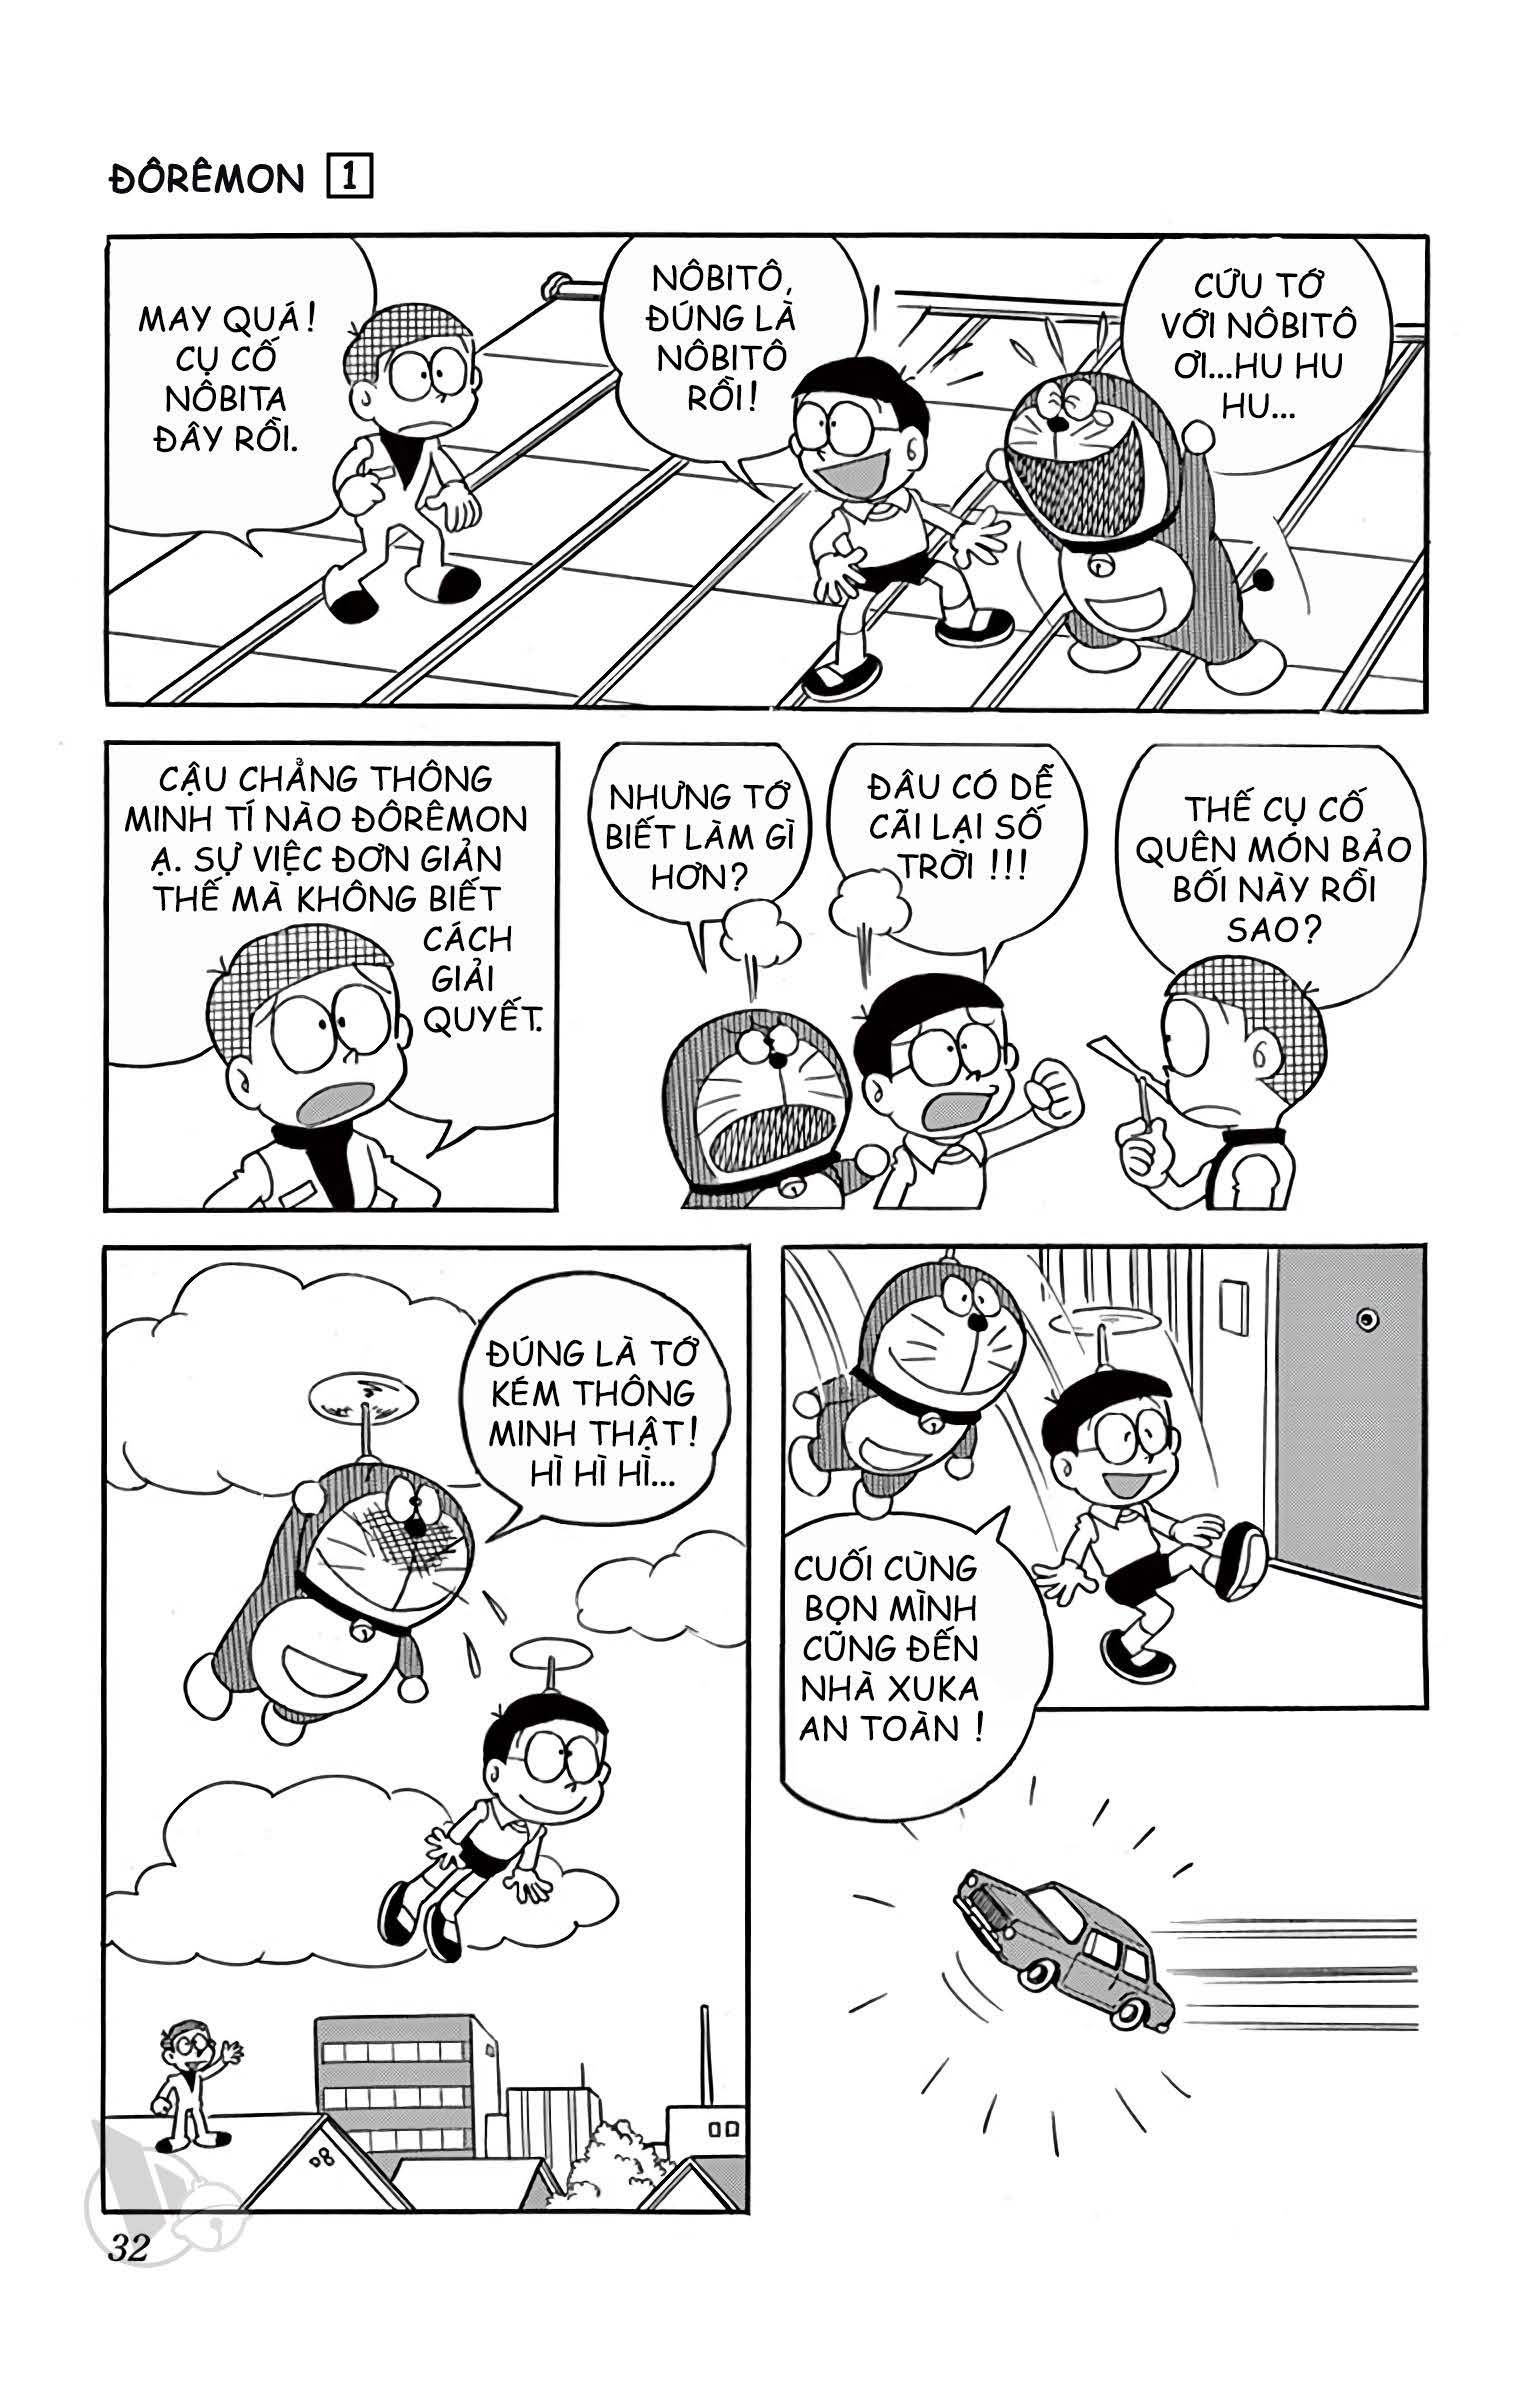 ĐÔRÊMON 1
MAY QUÁ!
CỤ CỐ
NÔBITA
ĐÂY RỒI.
NÔBITÔ,
ĐÚNG LÀ
NÔBITÔ
RỒI!
CỨU TỚ
VỚI NÔBITÔ
ƠI...HU HU
HU...
CẬU CHẲNG THÔNG
MINH TÍ NÀO ĐÔRÊMON
Ạ. SỰ VIỆC ĐƠN GIẢN
THẾ MÀ KHÔNG BIẾT
CÁCH
GIẢI
QUYẾT.
NHƯNG TỚ
BIẾT LÀM GÌ
HƠN?
ĐÂU CÓ DỄ
CÃI LẠI SỐ
TRỜI !!!
THẾ CỤ CỐ
QUÊN MÓN BẢO
BỐI NÀY RỒI
SAO?
ĐÚNG LÀ TỚ
KÉM THÔNG
MINH THẬT!
HÌ HÌ HÌ...
CUỐI CÙNG
BỌN MÌNH
CŨNG ĐẾN
NHÀ XUKA
AN TOÀN !
32